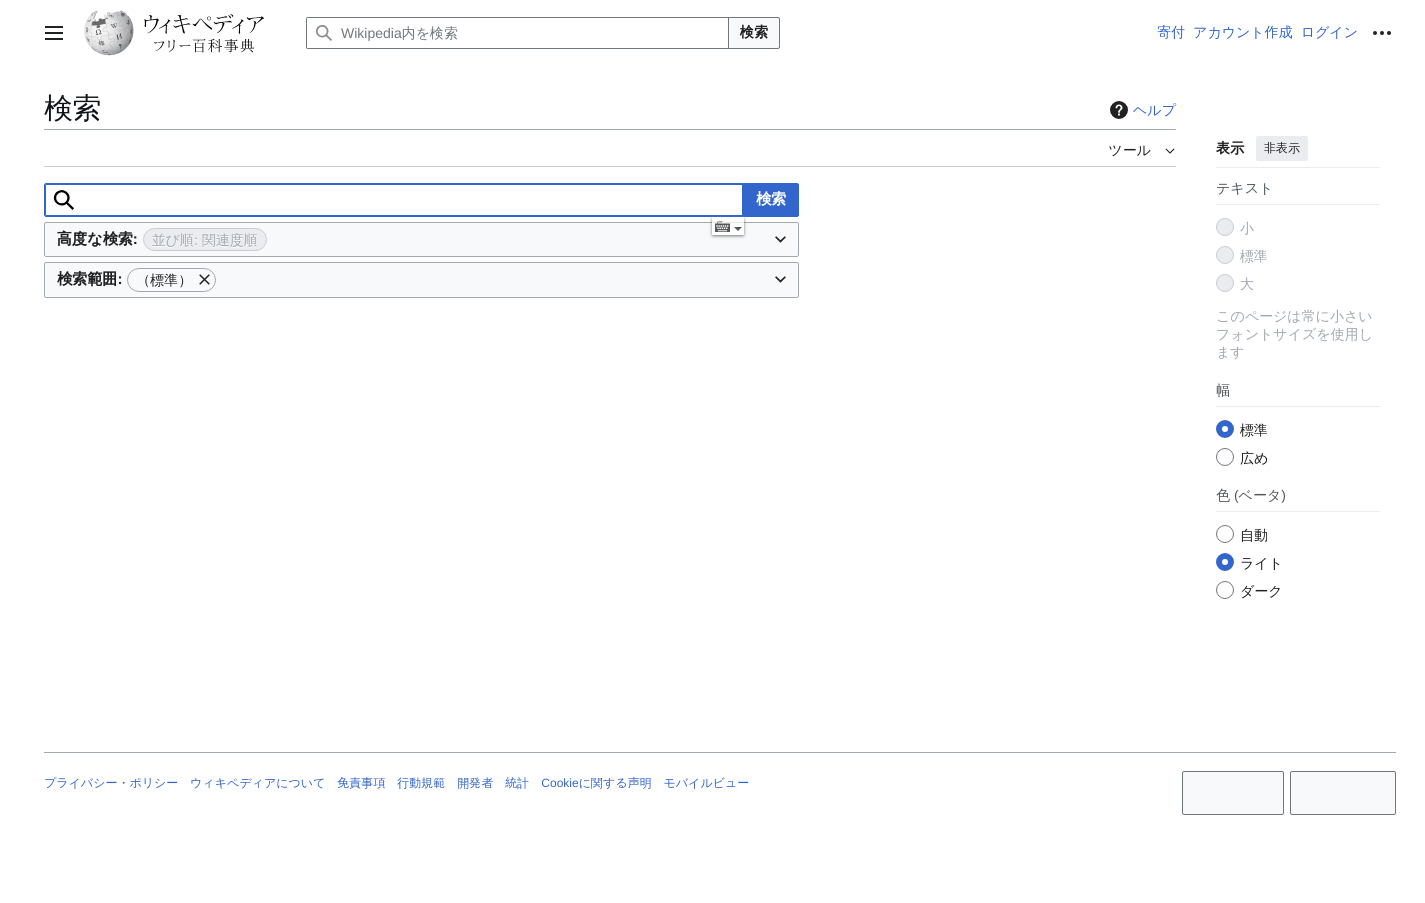 ウィキペディア
フリー百科事典
Wikipedia内を検索
検索
寄付 アカウント作成 ログイン
検索
ヘルプ
ツール
検索
高度な検索: 並び順: 関連度順
検索範囲: （標準）
表示 非表示
テキスト
小
標準
大
このページは常に小さい
フォントサイズを使用し
ます
幅
標準
広め
色 (ベータ)
自動
ライト
ダーク
プライバシー・ポリシー ウィキペディアについて 免責事項 行動規範 開発者 統計 Cookieに関する声明 モバイルビュー